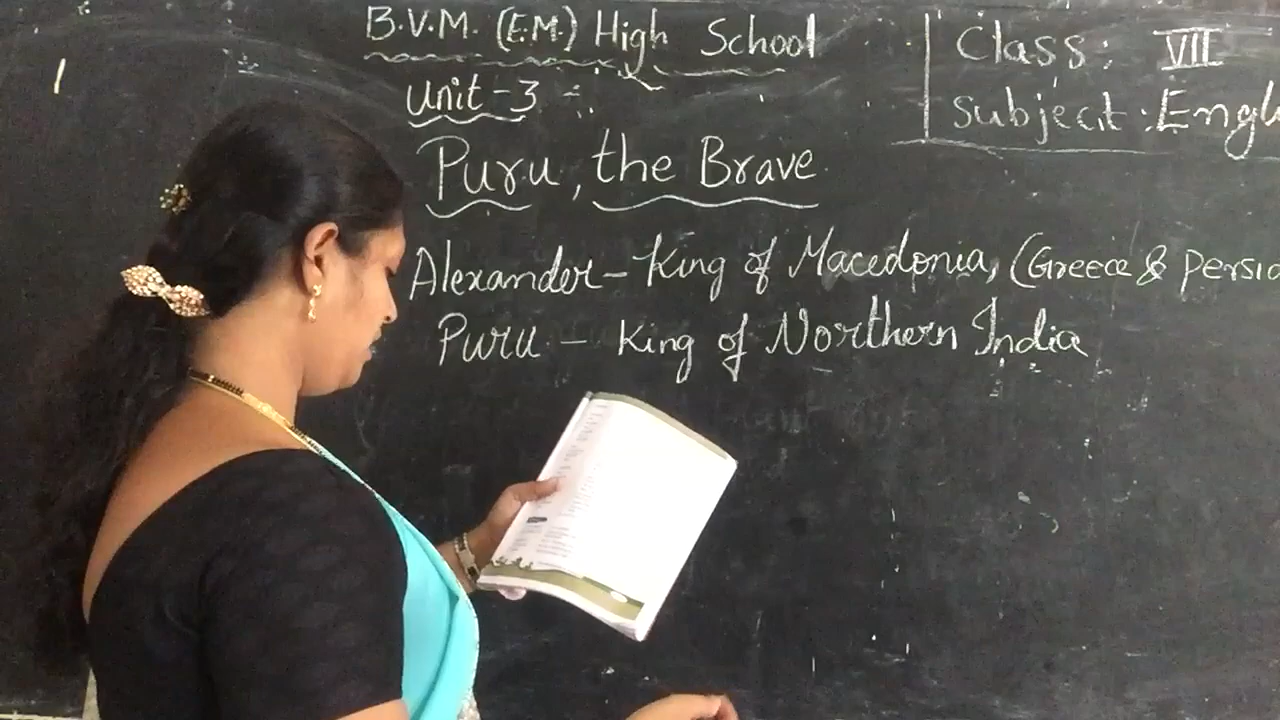 B.V.M. (E.M.) High School
Class: VII
Unit-3 :
Subject: Engl
Puru, the Brave
Alexander – King of Macedonia, (Greece & Persia
Puru – King of Northern India